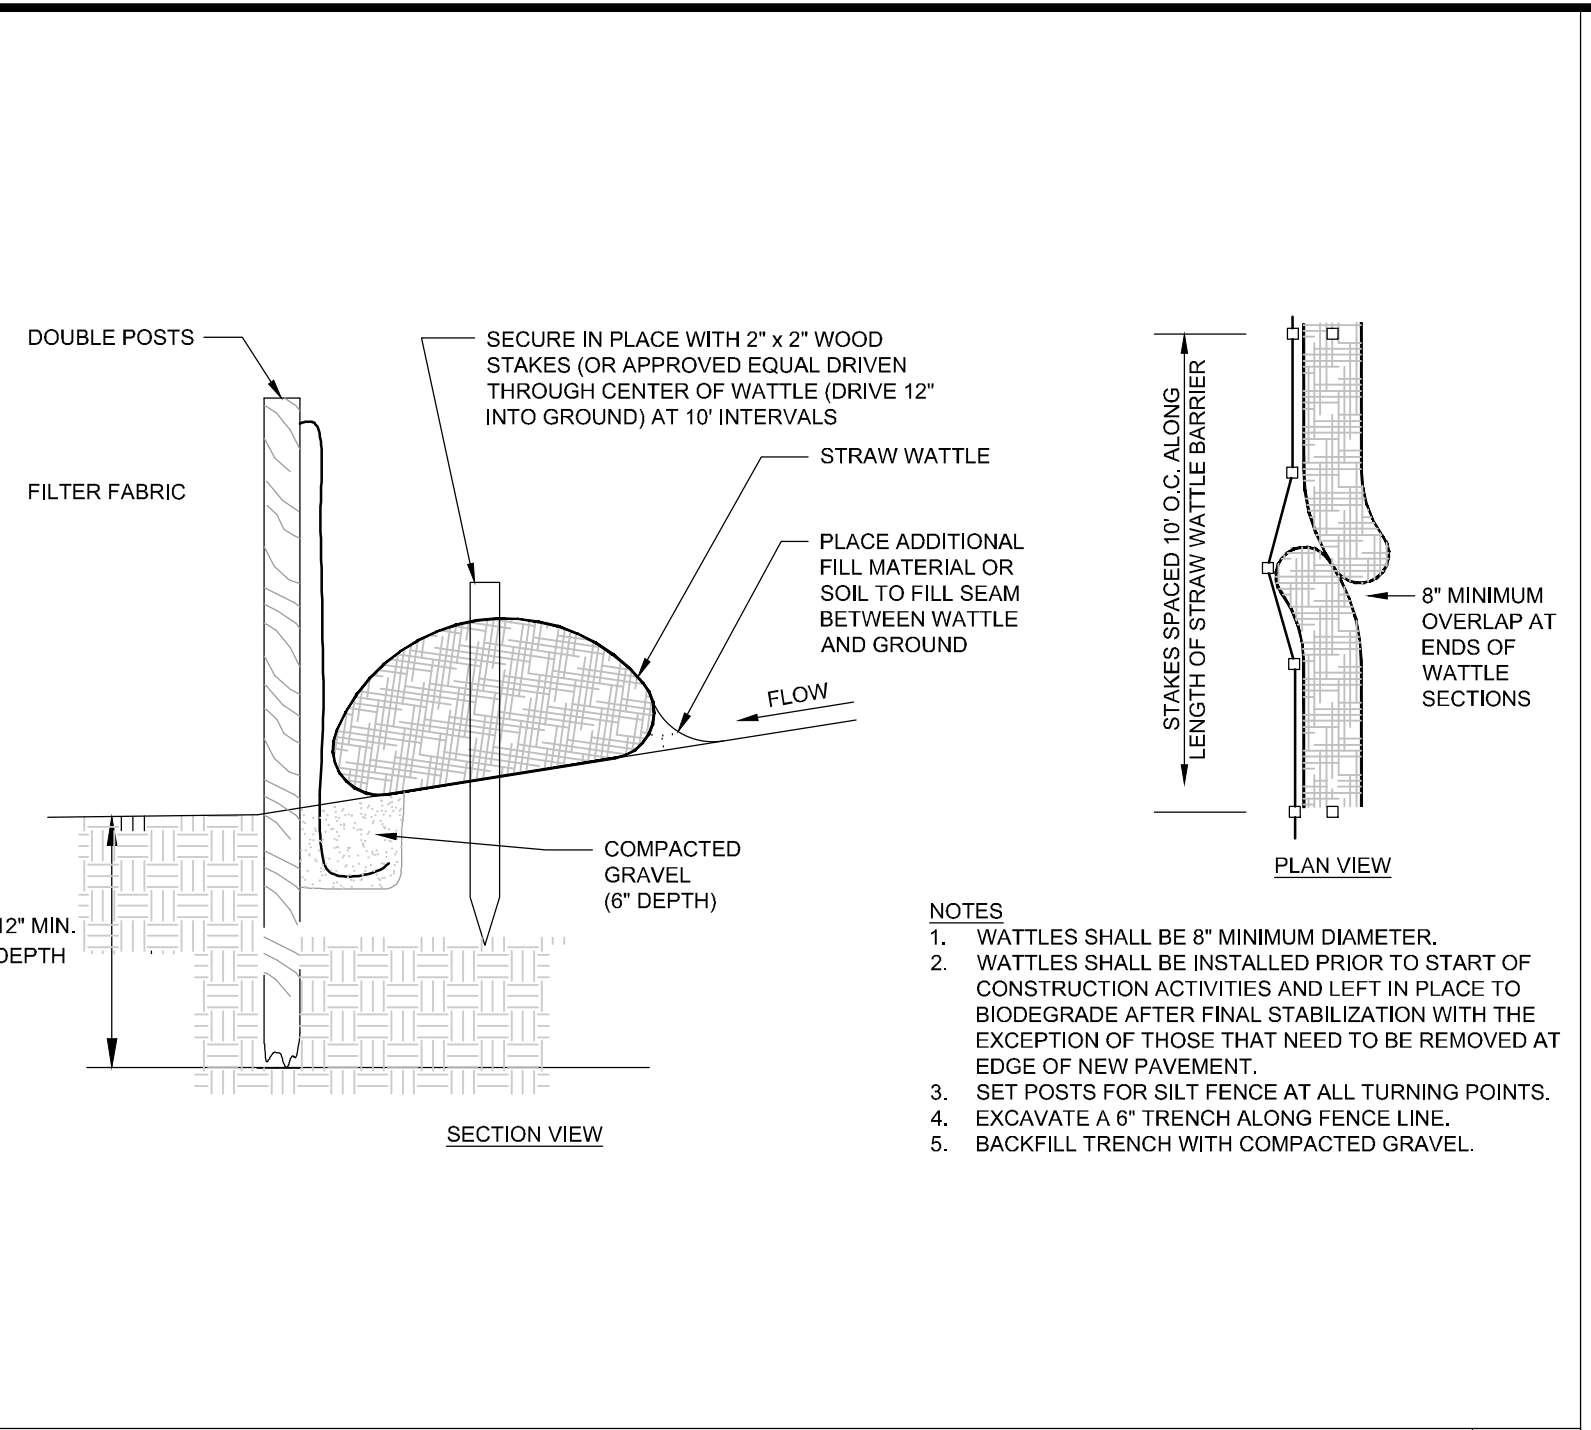 DOUBLE POSTS
FILTER FABRIC
SECURE IN PLACE WITH 2" x 2" WOOD
STAKES (OR APPROVED EQUAL DRIVEN
THROUGH CENTER OF WATTLE (DRIVE 12"
INTO GROUND) AT 10' INTERVALS
STRAW WATTLE
PLACE ADDITIONAL
FILL MATERIAL OR
SOIL TO FILL SEAM
BETWEEN WATTLE
AND GROUND
FLOW
COMPACTED
GRAVEL
(6" DEPTH)
12" MIN.
DEPTH
SECTION VIEW
STAKES SPACED 10' O.C. ALONG
LENGTH OF STRAW WATTLE BARRIER
8" MINIMUM
OVERLAP AT
ENDS OF
WATTLE
SECTIONS
PLAN VIEW
NOTES
1. WATTLES SHALL BE 8" MINIMUM DIAMETER.
2. WATTLES SHALL BE INSTALLED PRIOR TO START OF
CONSTRUCTION ACTIVITIES AND LEFT IN PLACE TO
BIODEGRADE AFTER FINAL STABILIZATION WITH THE
EXCEPTION OF THOSE THAT NEED TO BE REMOVED AT
EDGE OF NEW PAVEMENT.
3. SET POSTS FOR SILT FENCE AT ALL TURNING POINTS.
4. EXCAVATE A 6" TRENCH ALONG FENCE LINE.
5. BACKFILL TRENCH WITH COMPACTED GRAVEL.